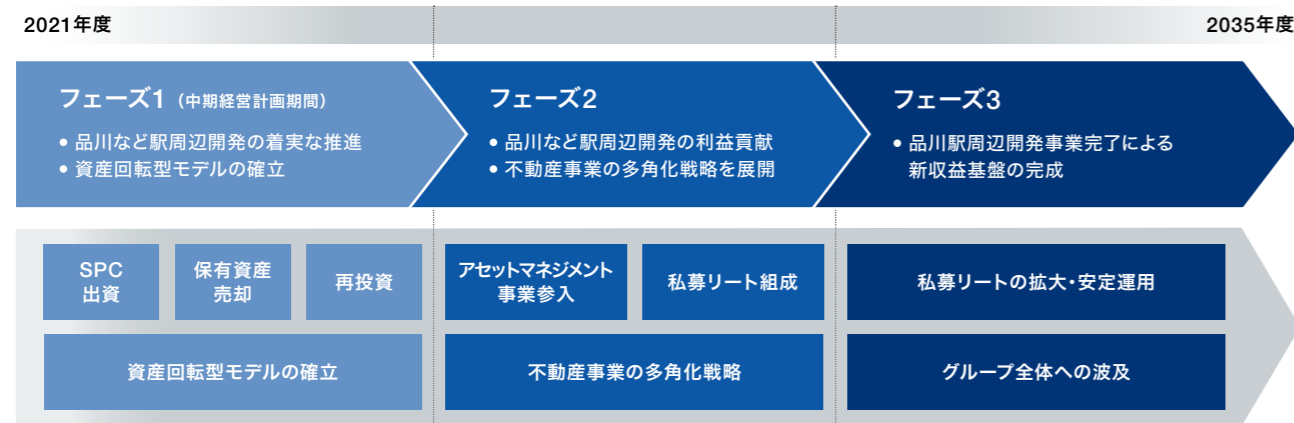 2021年度
2035年度
フェーズ1（中期経営計画期間）
● 品川など駅周辺開発の着実な推進
● 資産回転型モデルの確立
フェーズ2
● 品川など駅周辺開発の利益貢献
● 不動産事業の多角化戦略を展開
フェーズ3
● 品川駅周辺開発事業完了による
新収益基盤の完成
SPC
出資
保有資産
売却
再投資
アセットマネジメント
事業参入
私募リート組成
私募リートの拡大・安定運用
資産回転型モデルの確立
不動産事業の多角化戦略
グループ全体への波及